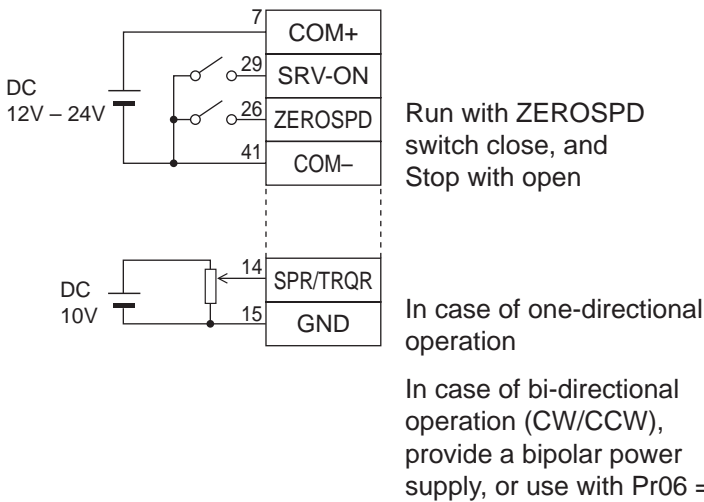 7
COM+
29
SRV-ON
DC
12V – 24V
26
ZEROSPD
41
COM–
Run with ZEROSPD
switch close, and
Stop with open
14
SPR/TRQR
DC
10V
15
GND
In case of one-directional
operation
In case of bi-directional
operation (CW/CCW),
provide a bipolar power
supply, or use with Pr06 =